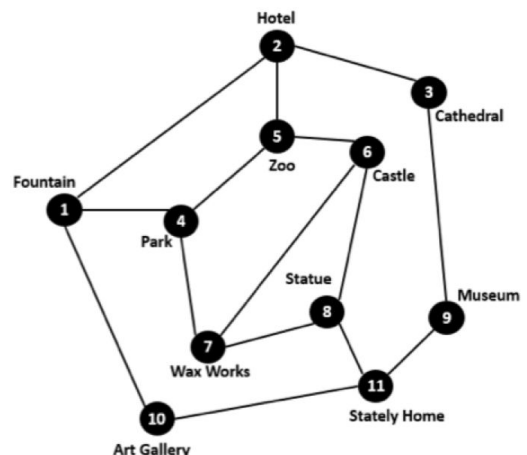 Hotel
2
3
Cathedral
5
Zoo
6
Castle
Fountain
1
4
Park
Statue
8
Museum
9
7
Wax Works
11
Stately Home
10
Art Gallery